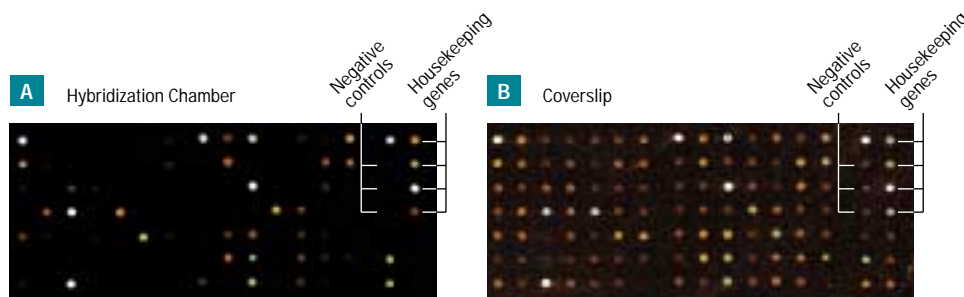 A Hybridization Chamber
Negative
controls
Housekeeping
genes
B Coverslip
Negative
controls
Housekeeping
genes